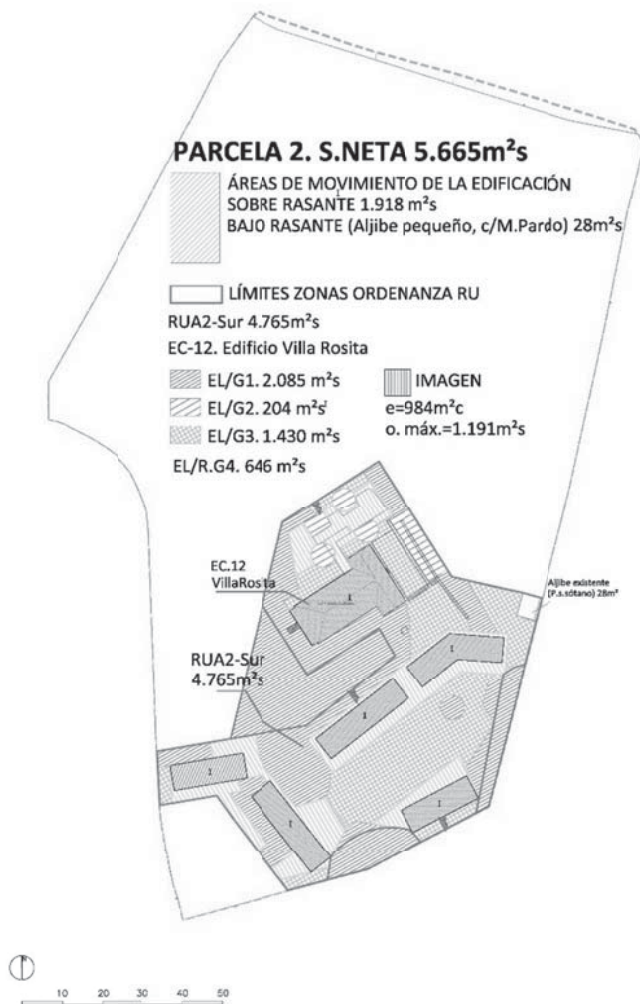 PARCELA 2. S.NETA 5.665m²s
ÁREAS DE MOVIMIENTO DE LA EDIFICACIÓN
SOBRE RASANTE 1.918 m²s
BAJO RASANTE (Aljibe pequeño, c/M.Pardo) 28m²s
LÍMITES ZONAS ORDENANZA RU
RUA2-Sur 4.765m²s
EC-12. Edificio Villa Rosita
EL/G1. 2.085 m²s
IMAGEN
EL/G2. 204 m²s
e=984m²c
EL/G3. 1.430 m²s
o. máx.=1.191m²s
EL/R.G4. 646 m²s
EC.12
VillaRosita
I
Aljibe existente
(P.s.sótano) 28m²
RUA2-Sur
4.765m²s
I
I
I
I
I
10 20 30 40 50